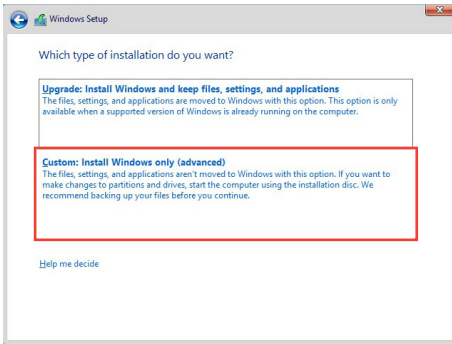 Windows Setup
Which type of installation do you want?
Upgrade: Install Windows and keep files, settings, and applications
The files, settings, and applications are moved to Windows with this option. This option is only
available when a supported version of Windows is already running on the computer.
Custom: Install Windows only (advanced)
The files, settings, and applications aren't moved to Windows with this option. If you want to
make changes to partitions and drives, start the computer using the installation disc. We
recommend backing up your files before you continue.
Help me decide